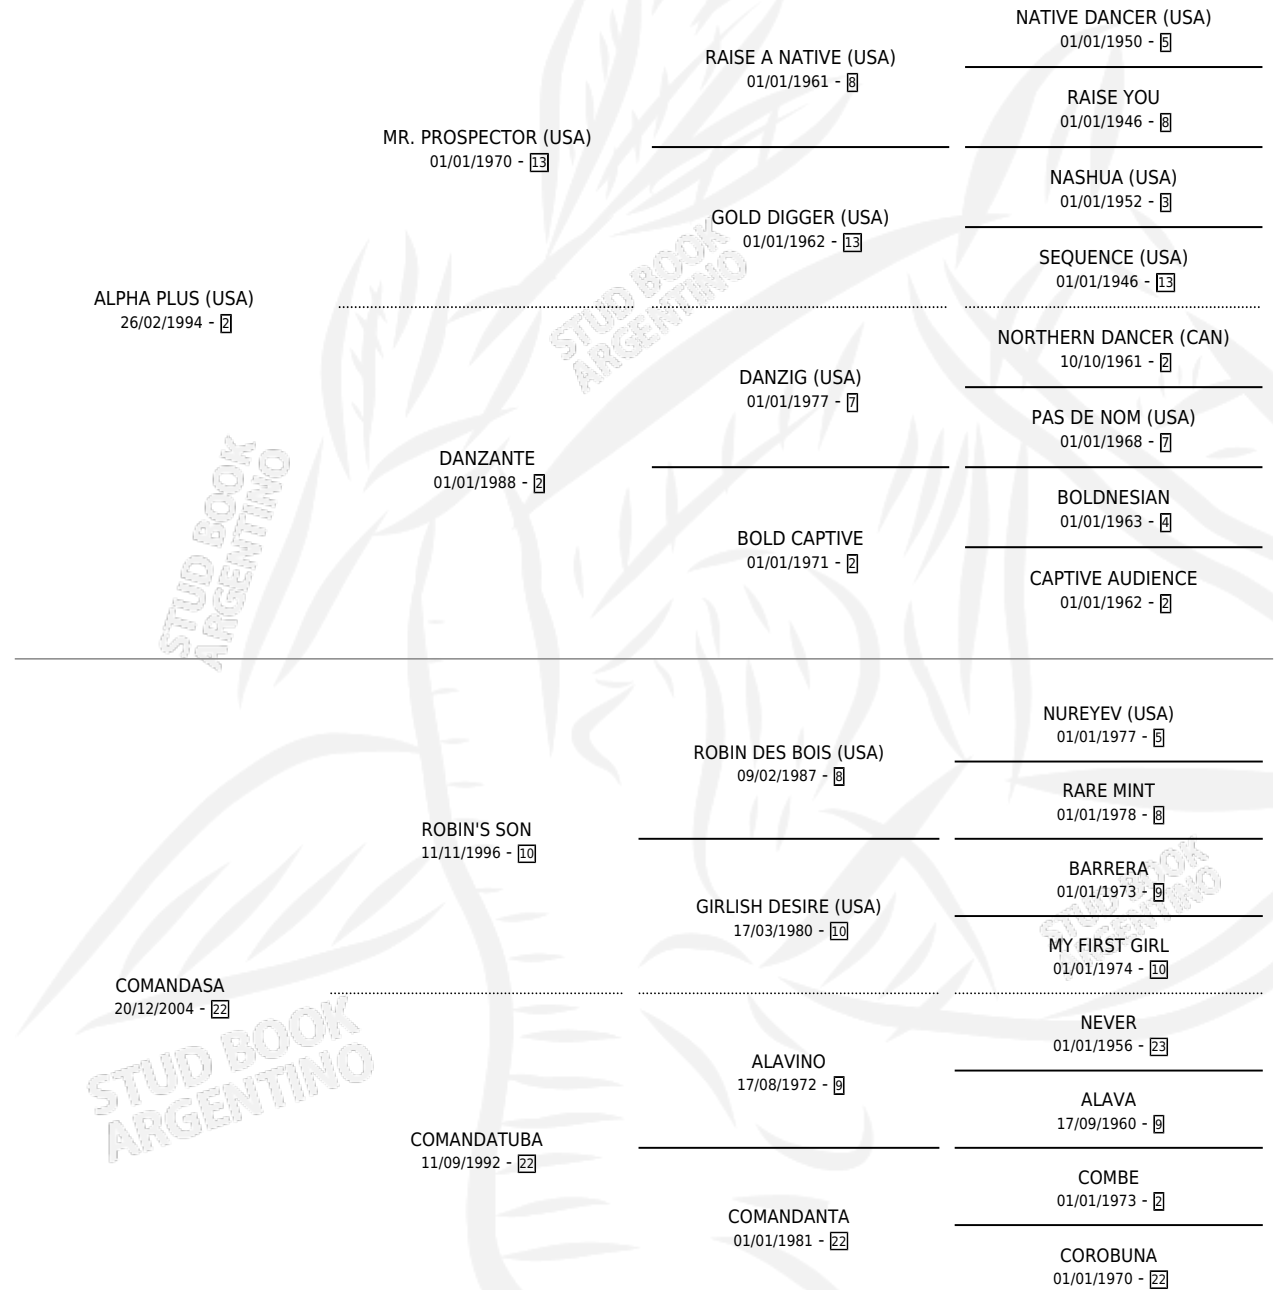 NATIVE DANCER (USA)
01/01/1950 - 5
RAISE A NATIVE (USA)
01/01/1961 - 8
RAISE YOU
01/01/1946 - 8
MR. PROSPECTOR (USA)
01/01/1970 - 13
NASHUA (USA)
01/01/1952 - 3
GOLD DIGGER (USA)
01/01/1962 - 13
SEQUENCE (USA)
01/01/1946 - 13
ALPHA PLUS (USA)
26/02/1994 - 2
NORTHERN DANCER (CAN)
10/10/1961 - 2
DANZIG (USA)
01/01/1977 - 7
PAS DE NOM (USA)
01/01/1968 - 7
DANZANTE
01/01/1988 - 2
BOLDNESIAN
01/01/1963 - 4
BOLD CAPTIVE
01/01/1971 - 2
CAPTIVE AUDIENCE
01/01/1962 - 2
NUREYEV (USA)
01/01/1977 - 5
ROBIN DES BOIS (USA)
09/02/1987 - 8
RARE MINT
01/01/1978 - 8
ROBIN'S SON
11/11/1996 - 10
BARRERA
01/01/1973 - 9
GIRLISH DESIRE (USA)
17/03/1980 - 10
MY FIRST GIRL
01/01/1974 - 10
COMANDASA
20/12/2004 - 22
NEVER
01/01/1956 - 23
ALAVINO
17/08/1972 - 9
ALAVA
17/09/1960 - 9
COMANDATUBA
11/09/1992 - 22
COMBE
01/01/1973 - 2
COMANDANTA
01/01/1981 - 22
COROBUNA
01/01/1970 - 22
STUD BOOK
ARGENTINO
STUD BOOK
ARGENTINO
STUD BOOK
ARGENTINO
STUD BOOK
ARGENTINO